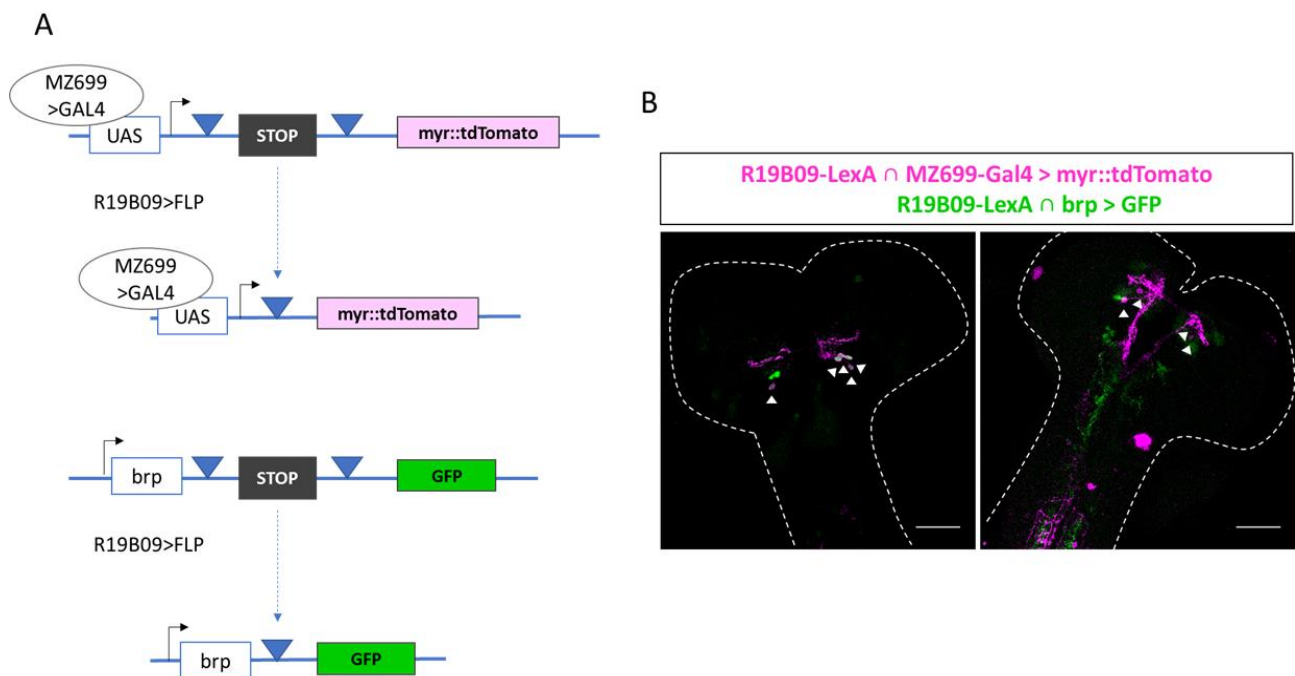 A
MZ699
>GAL4
UAS
STOP
myr::tdTomato
R19B09>FLP
MZ699
>GAL4
UAS
myr::tdTomato
brp
STOP
GFP
R19B09>FLP
brp
GFP
B
R19B09-LexA ∩ MZ699-Gal4 > myr::tdTomato
R19B09-LexA ∩ brp > GFP